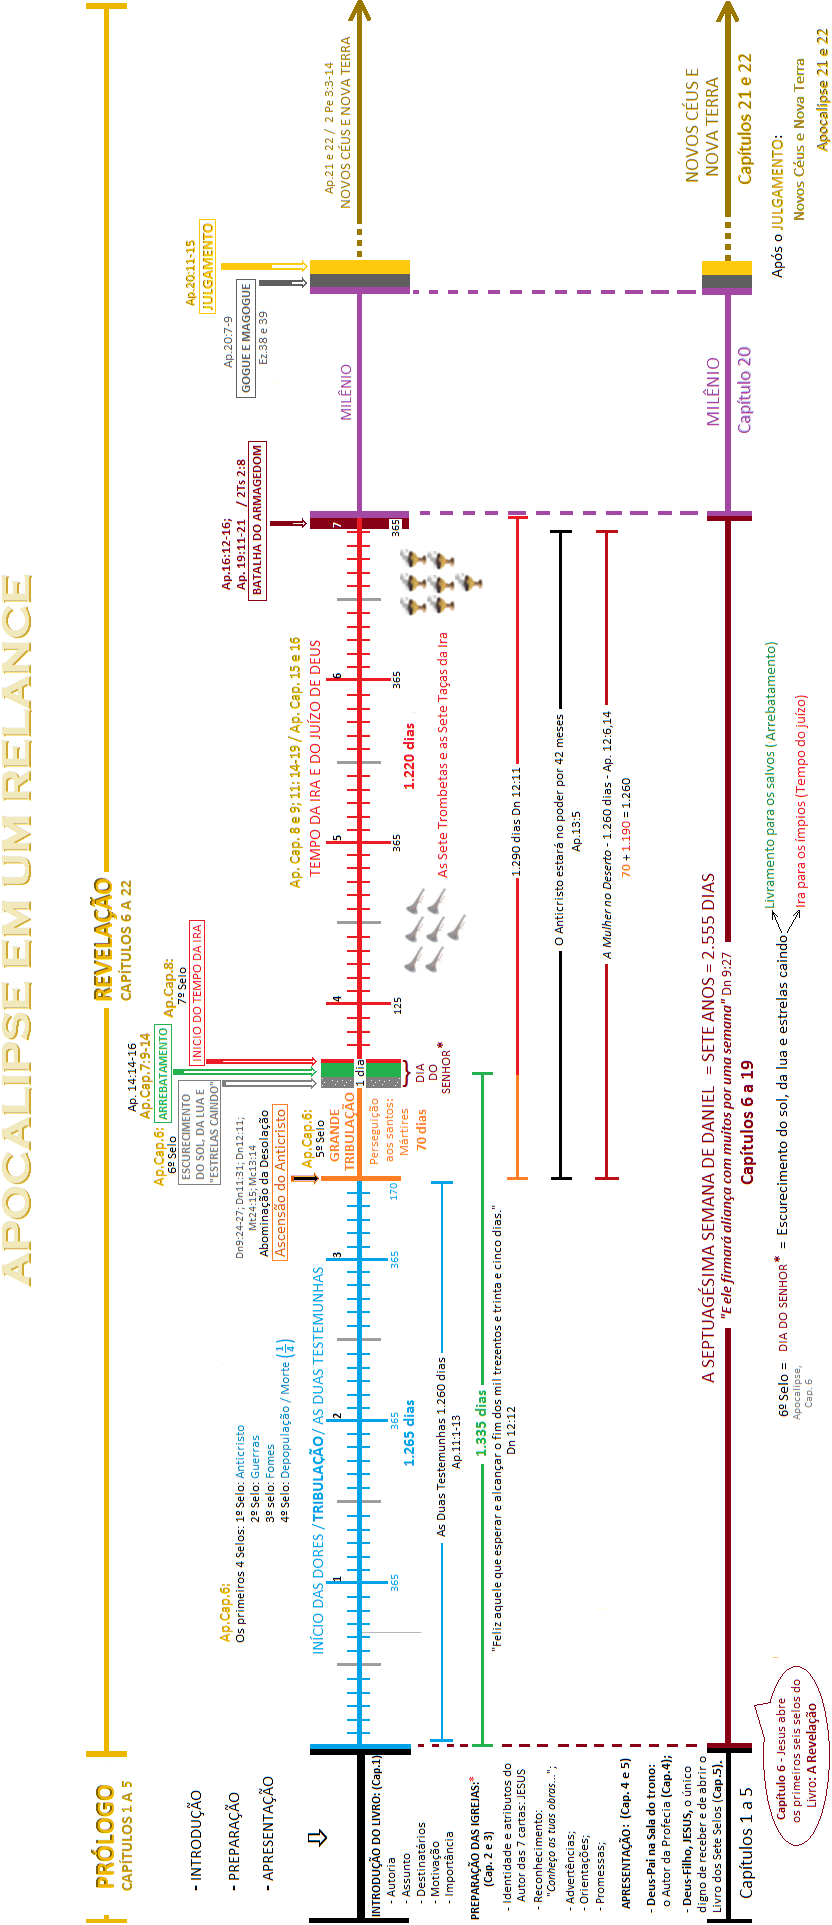 APOCALIPSE EM UM RELANCE
PRÓLOGO
CAPÍTULOS 1 A 5
REVELAÇÃO
CAPÍTULOS 6 A 22
- INTRODUÇÃO
- PREPARAÇÃO
- APRESENTAÇÃO
INTRODUÇÃO DO LIVRO: (Cap.1)
- Autoria
- Assunto
- Destinatários
- Motivação
- Importância
PREPARAÇÃO DAS IGREJAS:*
(Cap. 2 e 3)
- Identidade e atributos do
Autor das 7 cartas: JESUS
- Reconhecimento:
"Conheço as tuas obras...";
- Advertências;
- Orientações;
- Promessas;
APRESENTAÇÃO: (Cap. 4 e 5)
- Deus-Pai na Sala do trono:
o Autor da Profecia (Cap.4);
- Deus-Filho, JESUS, o único
digno de receber e de abrir o
Livro dos Sete Selos (Cap.5).
Capítulos 1 a 5
Capítulo 6 - Jesus abre
os primeiros seis selos do
Livro: A Revelação
Ap.Cap.6:
Os primeiros 4 Selos: 1º Selo: Anticristo
2º Selo: Guerras
3º selo: Fomes
4º Selo: Depopulação / Morte (1/4)
INÍCIO DAS DORES / TRIBULAÇÃO / AS DUAS TESTEMUNHAS
1
2
3
365
365
365
170
1.265 dias
As Duas Testemunhas 1.260 dias
Ap.11:1-13
1.335 dias
"Feliz aquele que esperar e alcançar o fim dos mil trezentos e trinta e cinco dias."
Dn 12:12
Ap.Cap.6:
6º Selo
ESCURECIMENTO
DO SOL, DA LUA E
"ESTRELAS CAINDO"
Dn9:24-27; Dn11:31; Dn12:11;
Mt24:15; Mc13:14
Abominação da Desolação
Ascensão do Anticristo
Ap. 14:14-16
Ap.Cap.7:9-14
ARREBATAMENTO
Ap.Cap.8:
7º Selo
INICIO DO TEMPO DA IRA
Ap.Cap.6:
5º Selo
GRANDE
TRIBULAÇÃO
Perseguição
aos santos:
Mártires
70 dias
1 dia
DIA
DO
SENHOR*
Ap. Cap. 8 e 9; 11: 14-19 / Ap. Cap. 15 e 16
TEMPO DA IRA E DO JUÍZO DE DEUS
4
5
6
7
125
365
365
365
1.220 dias
As Sete Trombetas e as Sete Taças da Ira
1.290 dias Dn 12:11
O Anticristo estará no poder por 42 meses
Ap.13:5
A Mulher no Deserto - 1.260 dias - Ap. 12:6,14
70 + 1.190 = 1.260
Ap.16:12-16;
Ap. 19:11-21 / 2Ts 2:8
BATALHA DO ARMAGEDOM
MILÊNIO
Ap.20:7-9
GOGUE E MAGOGUE
Ez.38 e 39
Ap.20:11-15
JULGAMENTO
Ap.21 e 22 / 2 Pe 3:3-14
NOVOS CÉUS E NOVA TERRA
A SEPTUAGÉSIMA SEMANA DE DANIEL = SETE ANOS = 2.555 DIAS
"E ele firmará aliança com muitos por uma semana" Dn 9:27
Capítulos 6 a 19
MILÊNIO
Capítulo 20
NOVOS CÉUS E
NOVA TERRA
Capítulos 21 e 22
6º Selo = DIA DO SENHOR* = Escurecimento do sol, da lua e estrelas caindo
Apocalipse,
Cap. 6
Livramento para os salvos (Arrebatamento)
Ira para os ímpios (Tempo do juízo)
Após o JULGAMENTO:
Novos Céus e Nova Terra
Apocalipse 21 e 22